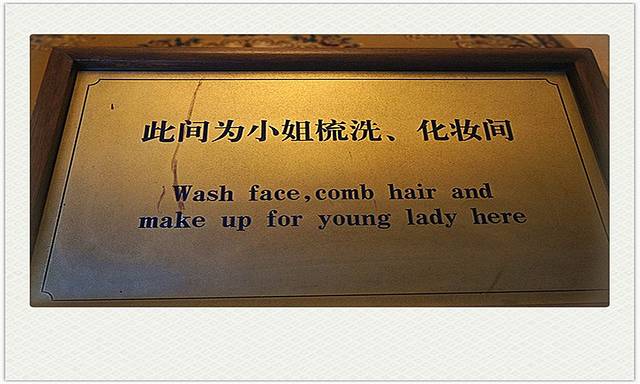 此间为小姐梳洗、化妆间
Wash face,comb hair and
make up for young lady here